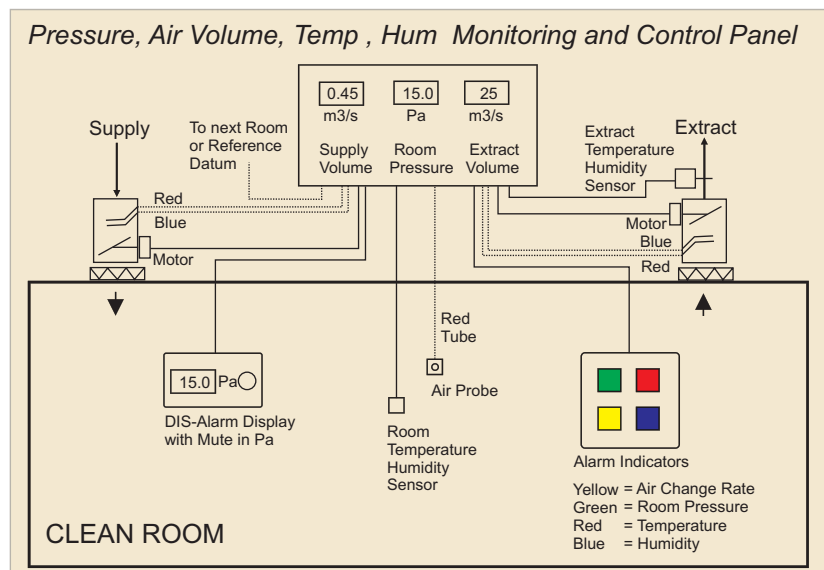 Pressure, Air Volume, Temp , Hum Monitoring and Control Panel
0.45
m3/s
Supply
Volume
15.0
Pa
Room
Pressure
25
m3/s
Extract
Volume
Supply
To next Room
or Reference
Datum
Extract
Temperature
Humidity
Sensor
Extract
Red
Blue
Motor
Motor
Blue
Red
Red
Tube
15.0 Pa
DIS-Alarm Display
with Mute in Pa
Air Probe
Room
Temperature
Humidity
Sensor
Alarm Indicators
Yellow = Air Change Rate
Green = Room Pressure
Red = Temperature
Blue = Humidity
CLEAN ROOM